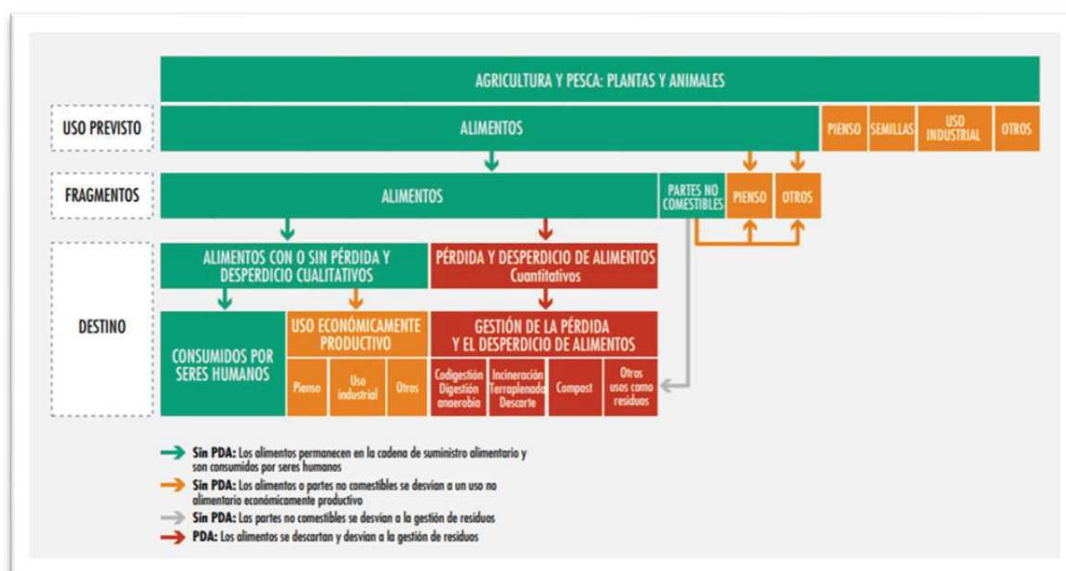 AGRICULTURA Y PESCA: PLANTAS Y ANIMALES
USO PREVISTO
ALIMENTOS
PIENSO
SEMILLAS
USO
INDUSTRIAL
OTROS
FRAGMENTOS
ALIMENTOS
PARTES NO
COMESTIBLES
PIENSO
OTROS
DESTINO
ALIMENTOS CON O SIN PÉRDIDA Y
DESPERDICIO CUALITATIVOS
PÉRDIDA Y DESPERDICIO DE ALIMENTOS
Cuantitativos
CONSUMIDOS POR
SERES HUMANOS
USO ECONÓMICAMENTE
PRODUCTIVO
Pienso
Uso
industrial
Otros
GESTIÓN DE LA PÉRDIDA
Y EL DESPERDICIO DE ALIMENTOS
Codigestión
Digestión
anaerobia
Incineración
Terraplenada
Descarte
Compost
Otros
usos como
residuos
Sin PDA: Los alimentos permanecen en la cadena de suministro alimentario y
son consumidos por seres humanos
Sin PDA: Los alimentos o partes no comestibles se desvían a un uso no
alimentario económicamente productivo
Sin PDA: Las partes no comestibles se desvían a la gestión de residuos
PDA: Los alimentos se descartan y desvían a la gestión de residuos